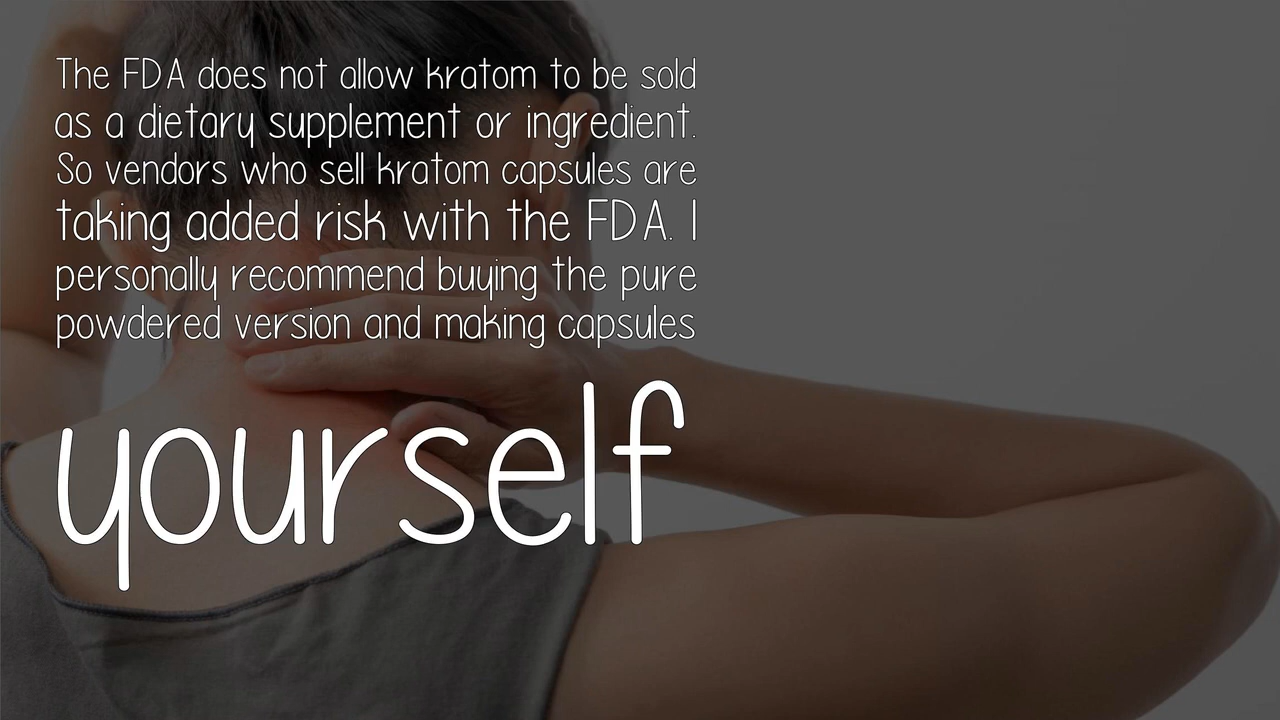 The FDA does not allow kratom to be sold
as a dietary supplement or ingredient.
So vendors who sell kratom capsules are
taking added risk with the FDA. I
personally recommend buying the pure
powdered version and making capsules
yourself